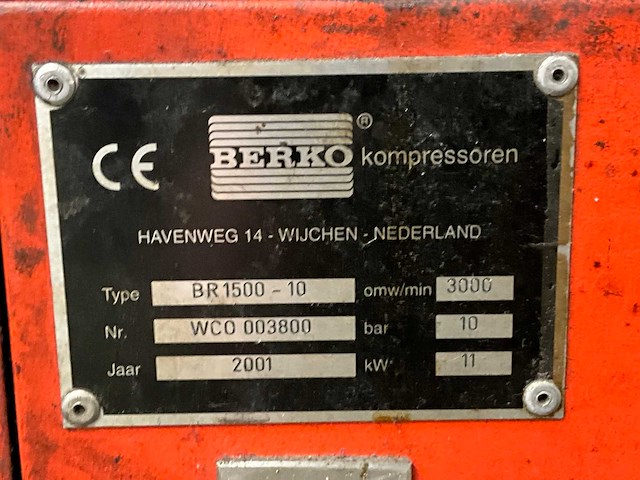 CE BERKO® kompressoren
HAVENWEG 14 - WIJCHEN - NEDERLAND
Type BR1500-10 omw/min 3000
Nr. WCO 003800 bar 10
Jaar 2001 kW 11